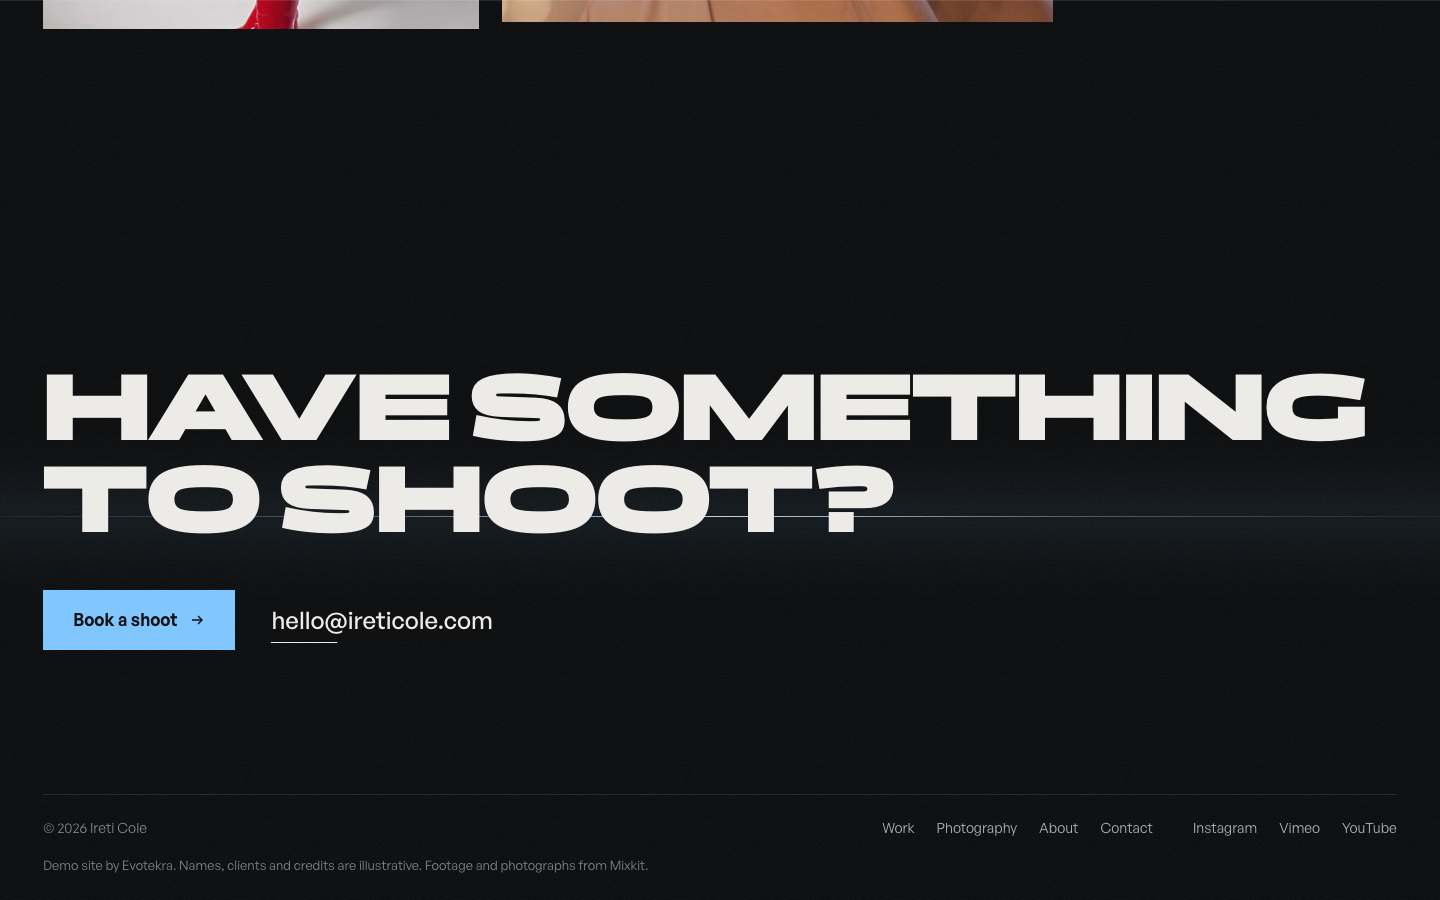 HAVE SOMETHING
TO SHOOT?
Book a shoot →
hello@ireticole.com
© 2026 Ireti Cole
Work Photography About Contact Instagram Vimeo YouTube
Demo site by Evotekra. Names, clients and credits are illustrative. Footage and photographs from Mixkit.